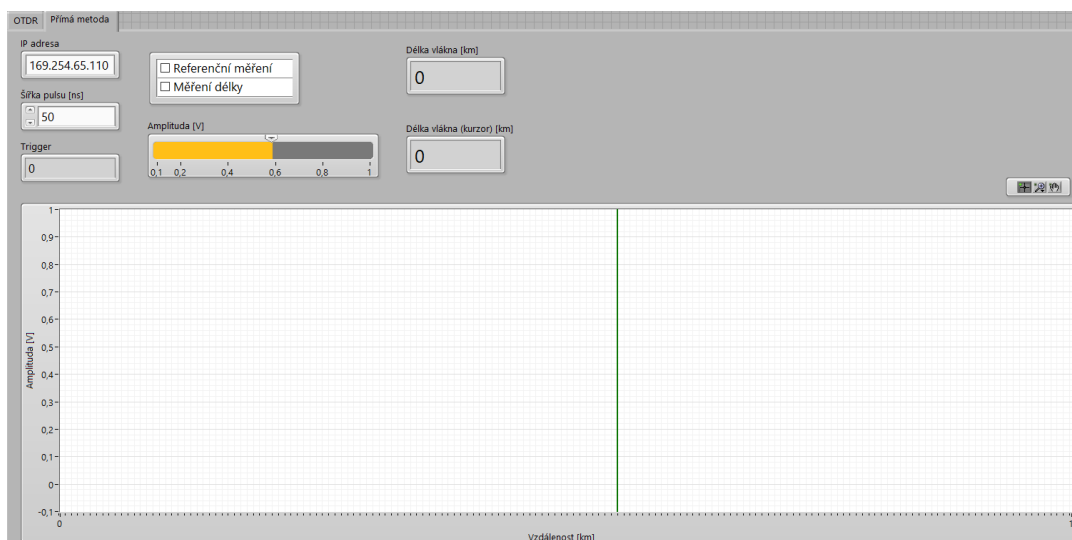 OTDR Přímá metoda
IP adresa
169.254.65.110
Šířka pulsu [ns]
50
Trigger
0
Referenční měření
Měření délky
Amplituda [V]
0,1 0,2 0,4 0,6 0,8 1
Délka vlákna [km]
0
Délka vlákna (kurzor) [km]
0
Amplituda [V]
1
0,9
0,8
0,7
0,6
0,5
0,4
0,3
0,2
0,1
0
-0,1
0 1
Vzdálenost [km]